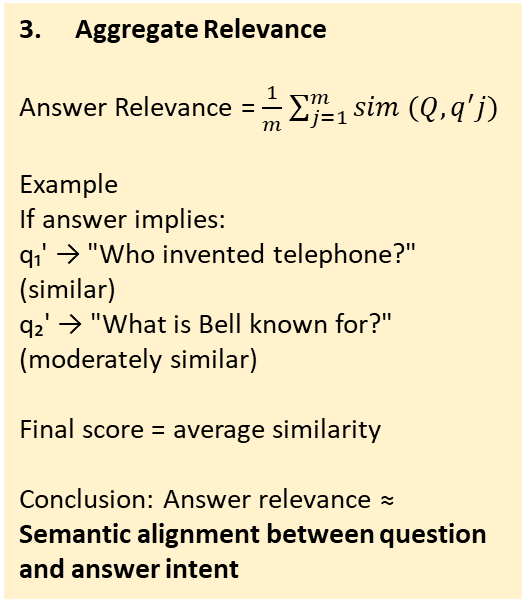 3. Aggregate Relevance
Answer Relevance = \frac{1}{m} \sum_{j=1}^{m} sim (Q,q'j)
Example
If answer implies:
q₁' → "Who invented telephone?"
(similar)
q₂' → "What is Bell known for?"
(moderately similar)
Final score = average similarity
Conclusion: Answer relevance ≈
Semantic alignment between question
and answer intent